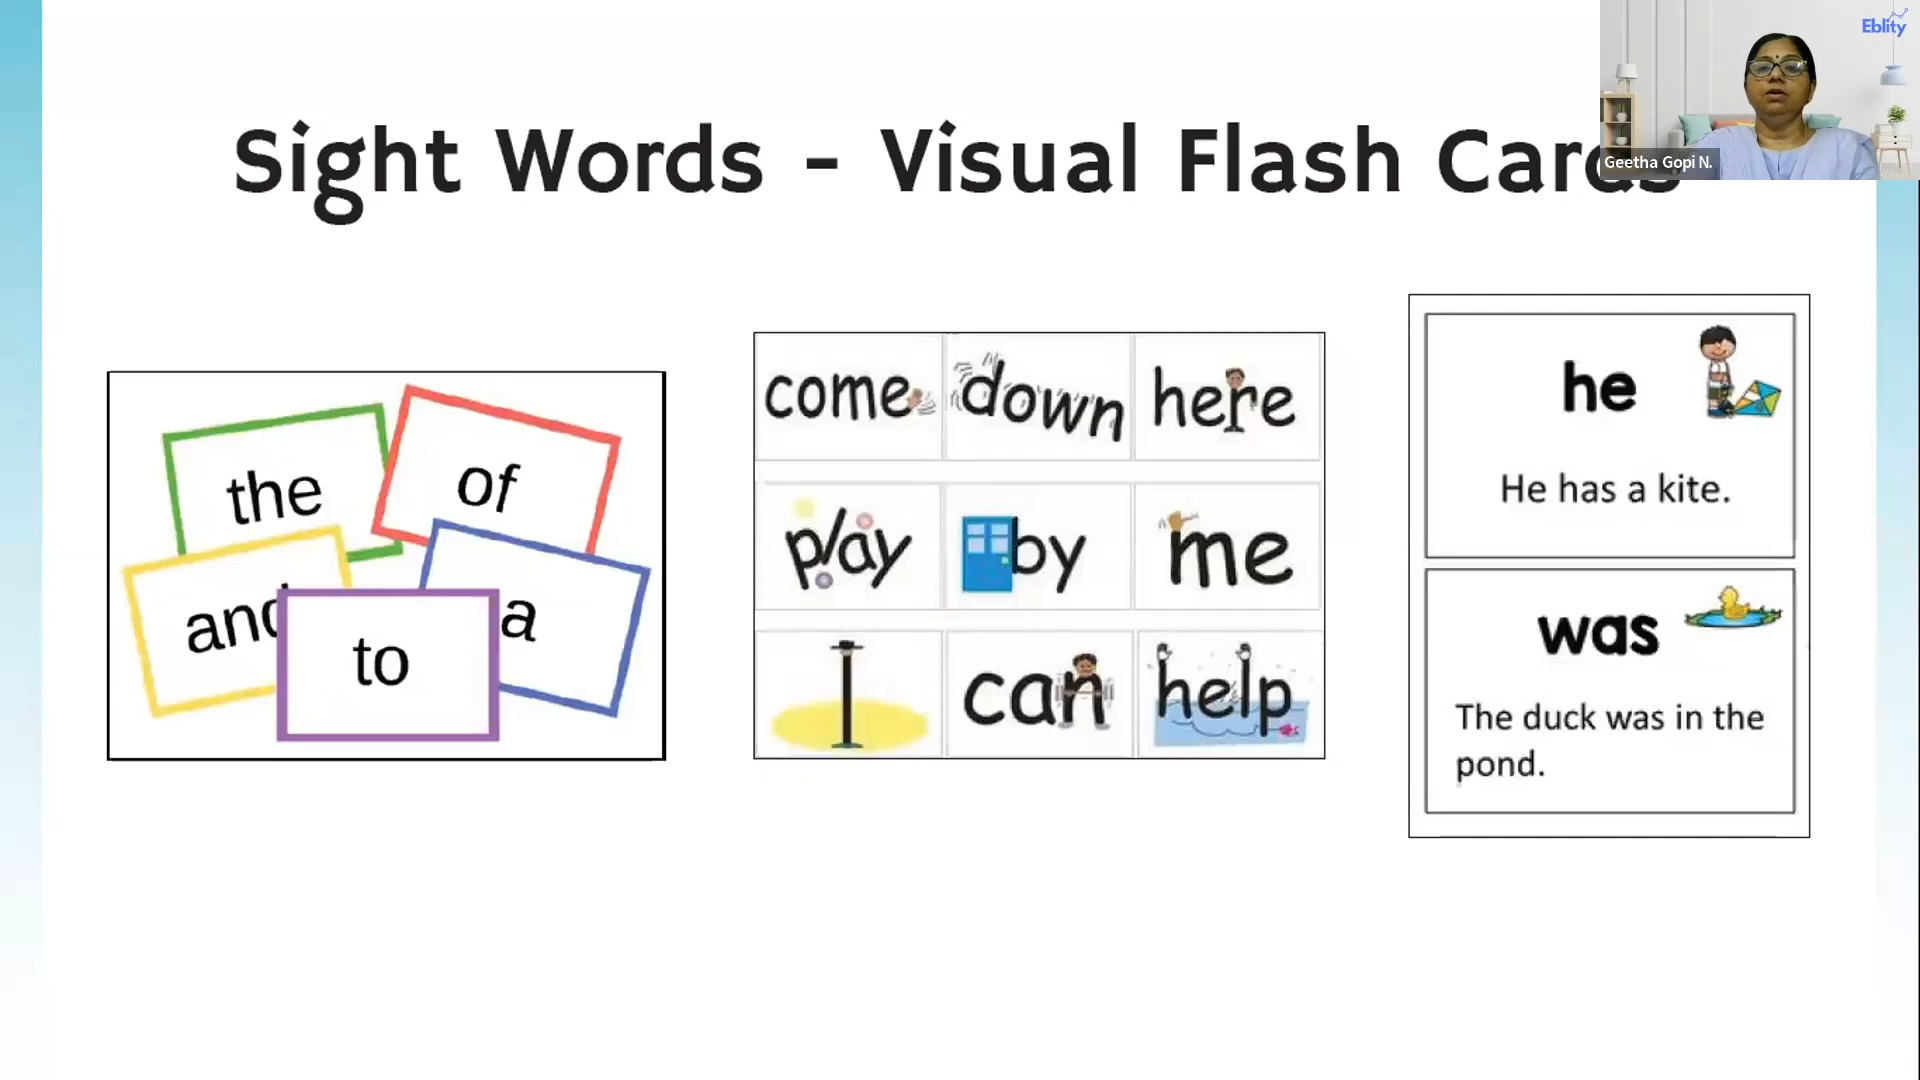 Eblity
Geetha Gopi N.
Sight Words - Visual Flash Cards
the
of
and
a
to
come down here
play by me
I can help
he
He has a kite.
was
The duck was in the
pond.